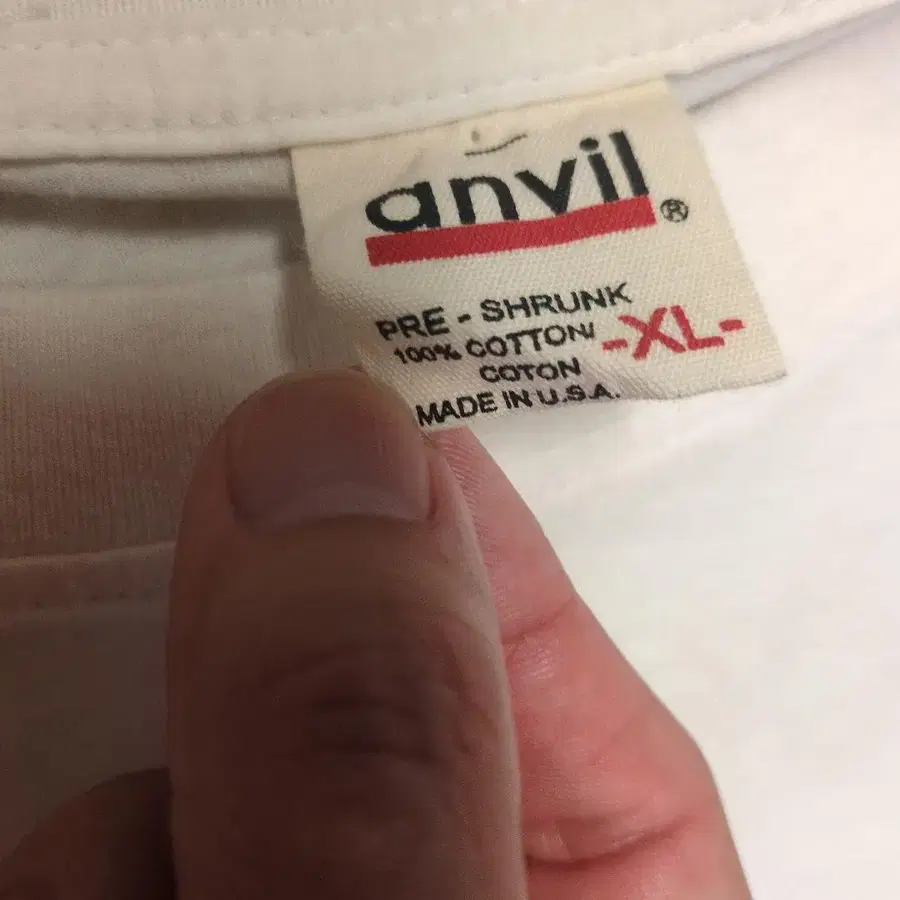 anvil®
PRE - SHRUNK
100% COTTON/
COTON
-XL-
MADE IN U.S.A.